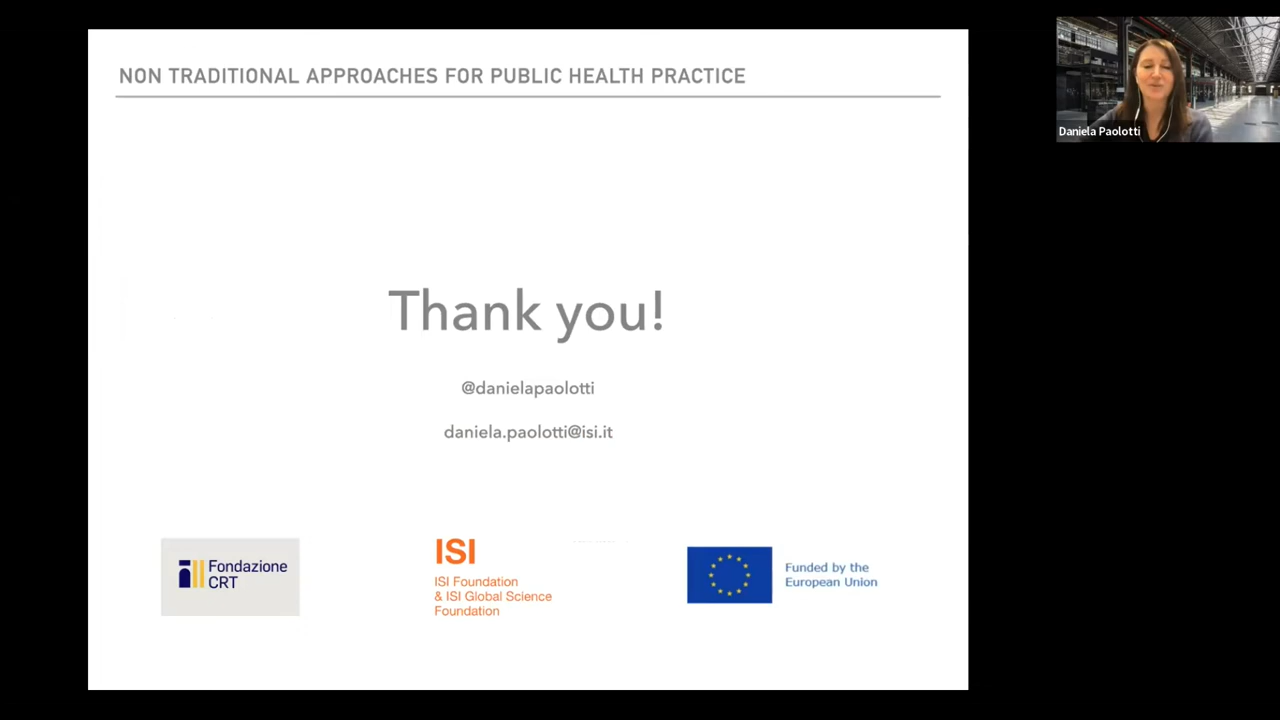 NON TRADITIONAL APPROACHES FOR PUBLIC HEALTH PRACTICE
Daniela Paolotti
Thank you!
@danielapaolotti
daniela.paolotti@isi.it
Fondazione
CRT
ISI
ISI Foundation
& ISI Global Science
Foundation
Funded by the
European Union